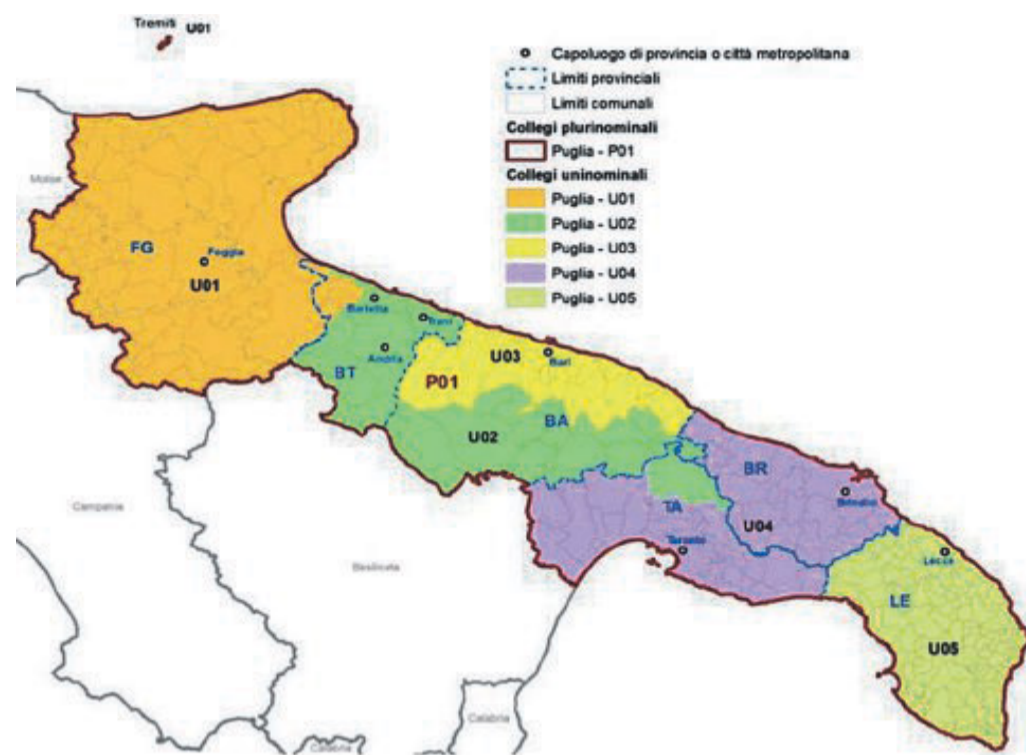 Tremiti U01
Capoluogo di provincia o città metropolitana
Limiti provinciali
Limiti comunali
Collegi plurinominali
Puglia - P01
Collegi uninominali
Puglia - U01
Puglia - U02
Puglia - U03
Puglia - U04
Puglia - U05
Molise
FG
Foggia
U01
Barletta
Trani
Andria
BT
U03
Bari
P01
BA
U02
BR
Brindisi
TA
U04
Taranto
Lecce
LE
U05
Campania
Basilicata
Calabria
Calabria